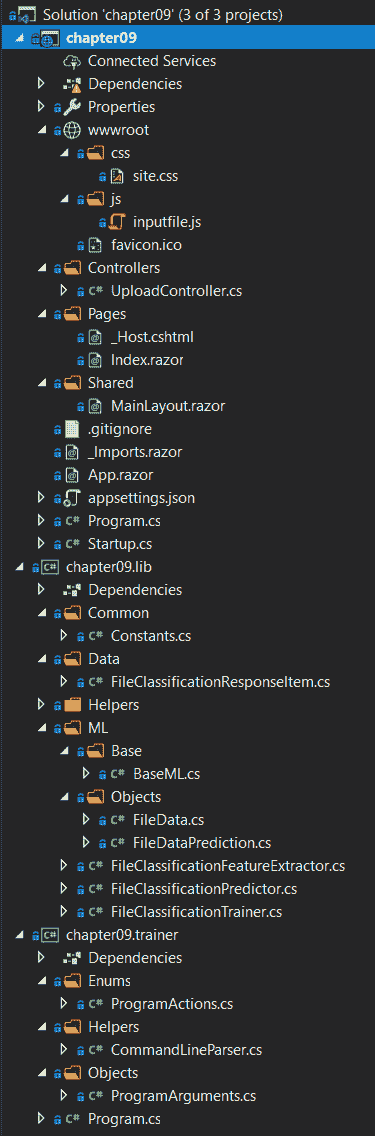 Solution 'chapter09' (3 of 3 projects)
chapter09
Connected Services
Dependencies
Properties
wwwroot
css
site.css
js
inputfile.js
favicon.ico
Controllers
C# UploadController.cs
Pages
_Host.cshtml
Index.razor
Shared
MainLayout.razor
.gitignore
_Imports.razor
App.razor
appsettings.json
C# Program.cs
C# Startup.cs
C# chapter09.lib
Dependencies
Common
C# Constants.cs
Data
C# FileClassificationResponseItem.cs
Helpers
ML
Base
C# BaseML.cs
Objects
C# FileData.cs
C# FileDataPrediction.cs
C# FileClassificationFeatureExtractor.cs
C# FileClassificationPredictor.cs
C# FileClassificationTrainer.cs
C# chapter09.trainer
Dependencies
Enums
C# ProgramActions.cs
Helpers
C# CommandLineParser.cs
Objects
C# ProgramArguments.cs
C# Program.cs